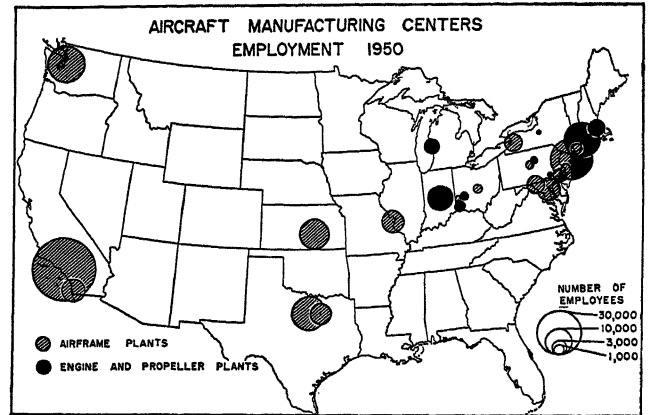 AIRCRAFT MANUFACTURING CENTERS
EMPLOYMENT 1950
NUMBER OF
EMPLOYEES
30,000
10,000
3,000
1,000
AIRFRAME PLANTS
ENGINE AND PROPELLER PLANTS